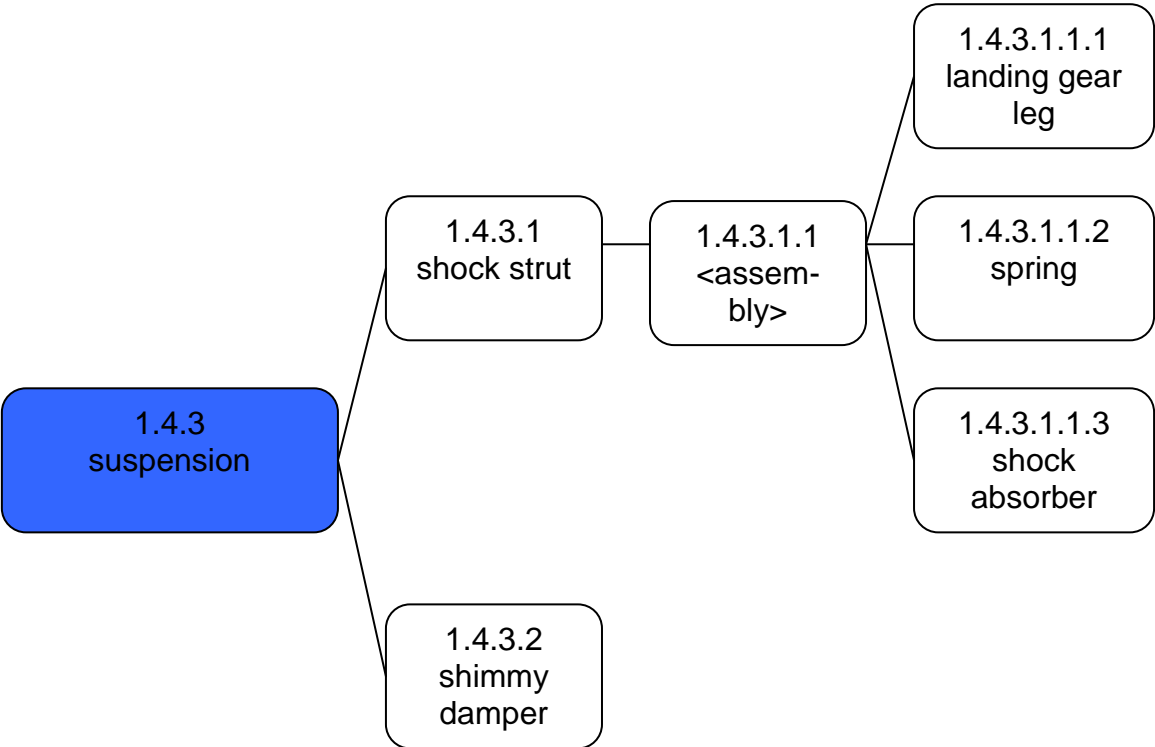 1.4.3
suspension
1.4.3.1
shock strut
1.4.3.2
shimmy
damper
1.4.3.1.1
<assem-
bly>
1.4.3.1.1.1
landing gear
leg
1.4.3.1.1.2
spring
1.4.3.1.1.3
shock
absorber